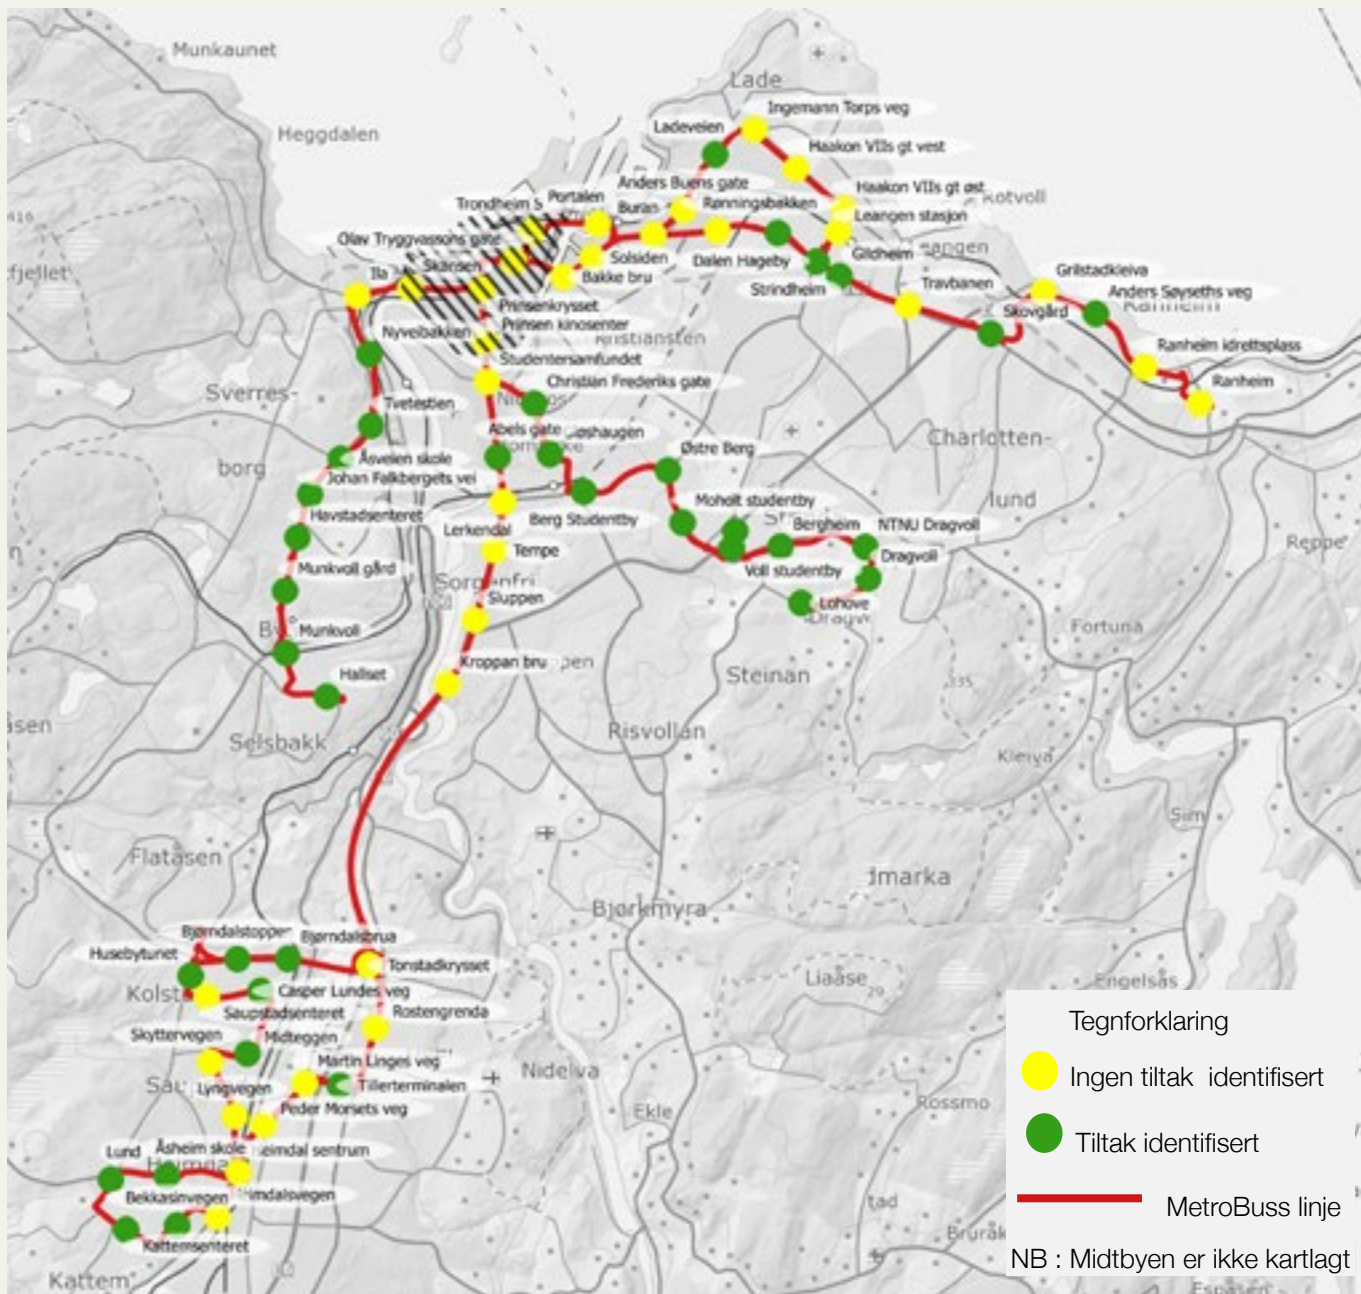 Munkaunet
Lade
Ingemann Torps veg
Ladeveien
Heggdalen
Haakon VIIs gt vest
Anders Buens gate
Haakon VIIs gt øst
Portalen
Trondheim S
Buran
Rønningsbakken
Leangen stasjon
Olav Tryggvassons gate
Solsiden
Dalen Hageby
Gildheim
Ila
Skansen
Bakke bru
Strindheim
Travbanen
Grilstadkleiva
Anders Søyseths veg
Skovgård
Prinsenkrysset
Nyveibakken
Prinsen kinosenter
Studentersamfundet
Ranheim idrettsplass
Christian Frederiks gate
Ranheim
Sverres-
borg
Tvetestien
Abels gate
Charlotten-
lund
Åsveien skole
Østre Berg
Johan Falkbergets vei
Moholt studentby
Havstadsenteret
Berg Studentby
Bergheim
NTNU Dragvoll
Lerkendal
Tempe
Dragvoll
Reppe
Munkvoll gård
Voll studentby
Sorgenfri
Sluppen
Lohove
Munkvoll
Fortuna
Kroppan bru
Hallset
Steinan
335
Selsbakk
Risvollan
Kleiva
Sim
Flatåsen
Bjørkmyra
Bjørndalsbrua
Husebytunet
Tonstadkrysset
Liaåse
29
Engelsås
Casper Lundes veg
Saupstadsenteret
Rostengrenda
Skyttervegen
Midteggen
Martin Linges veg
Nidelva
Tillerterminalen
Lyngvegen
Peder Morsets veg
Ekle
Rossmo
Lund
Åsheim skole
Bekkasinvegen
Kattemsenteret
Kattem
Tegnforklaring
Ingen tiltak identifisert
Tiltak identifisert
MetroBuss linje
NB : Midtbyen er ikke kartlagt